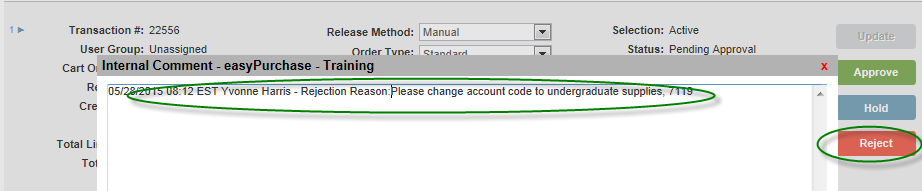 1 Transaction #: 22556 Release Method: Manual Selection: Active Update
User Group: Unassigned Order Type: Standard Status: Pending Approval
Internal Comment - easyPurchase - Training x
Cart O
Approve
05/28/2015 08:12 EST Yvonne Harris - Rejection Reason:Please change account code to undergraduate supplies, 7119
Re
Cre
Hold
Total Li
Reject
Tot